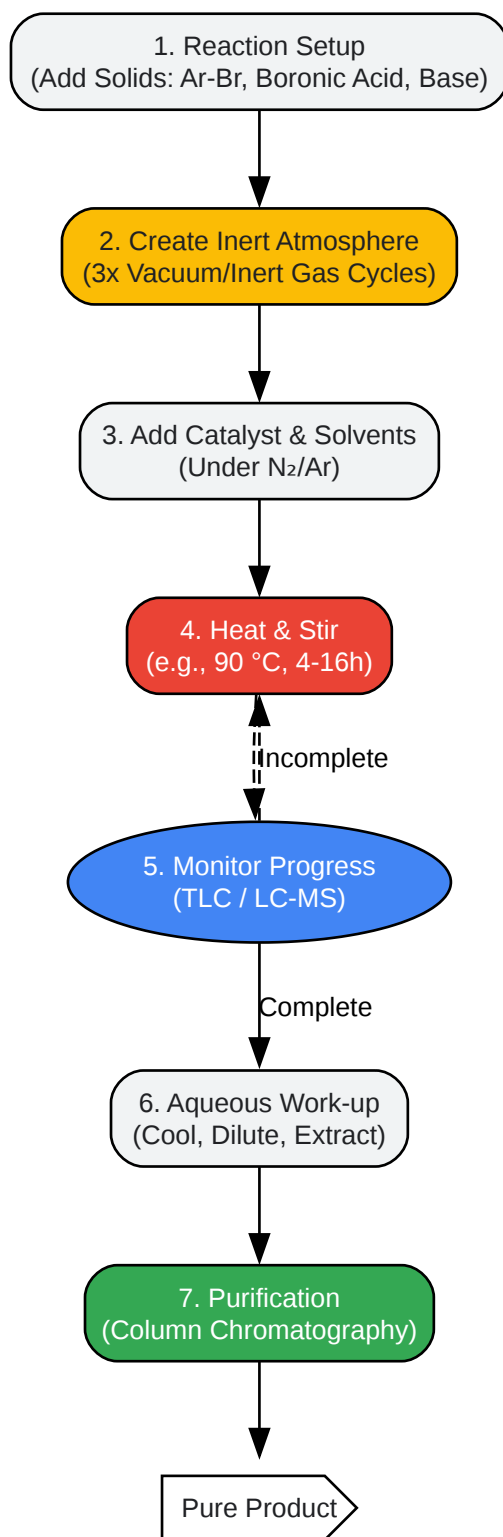 1. Reaction Setup
(Add Solids: Ar-Br, Boronic Acid, Base)
2. Create Inert Atmosphere
(3x Vacuum/Inert Gas Cycles)
3. Add Catalyst & Solvents
(Under N₂/Ar)
4. Heat & Stir
(e.g., 90 °C, 4-16h)
Incomplete
5. Monitor Progress
(TLC / LC-MS)
Complete
6. Aqueous Work-up
(Cool, Dilute, Extract)
7. Purification
(Column Chromatography)
Pure Product